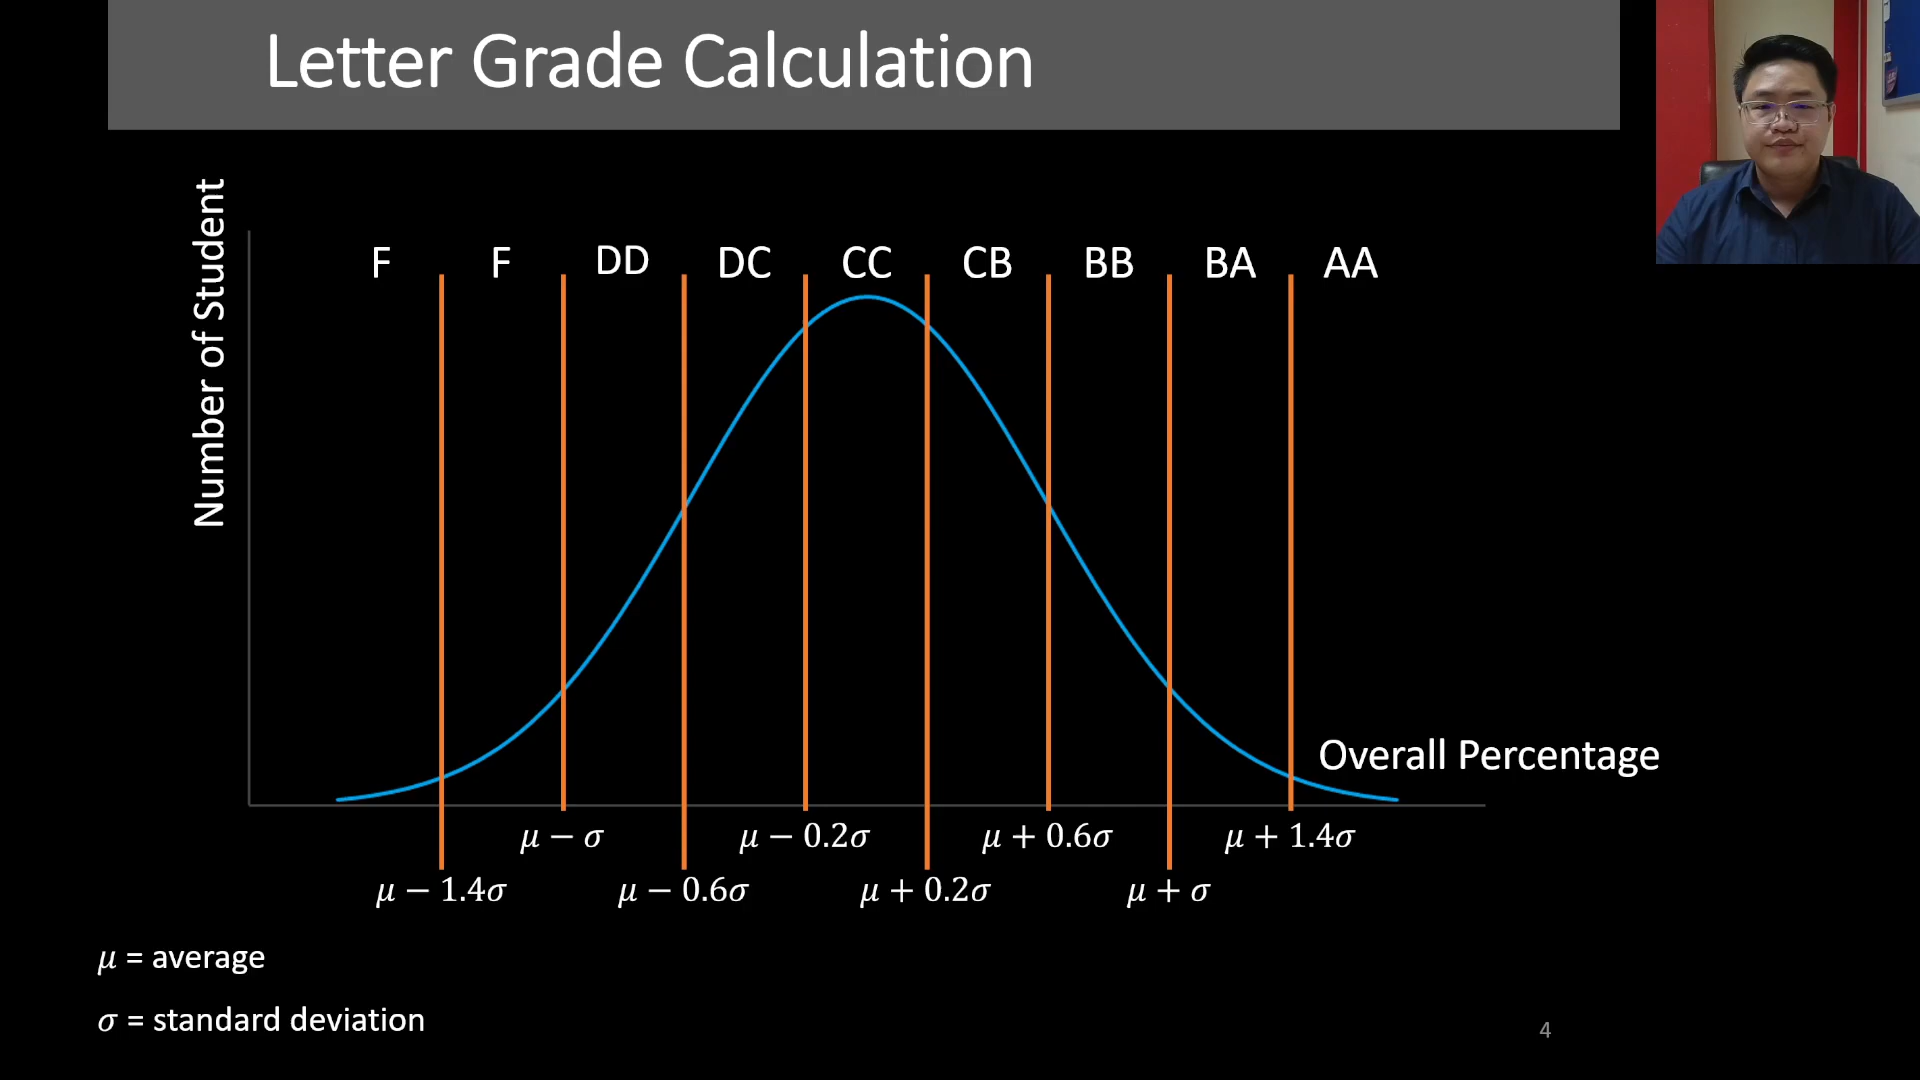 Letter Grade Calculation
Number of Student
F F DD DC CC CB BB BA AA
Overall Percentage
μ − σ μ − 0.2σ μ + 0.6σ μ + 1.4σ
μ − 1.4σ μ − 0.6σ μ + 0.2σ μ + σ
μ = average
σ = standard deviation
4